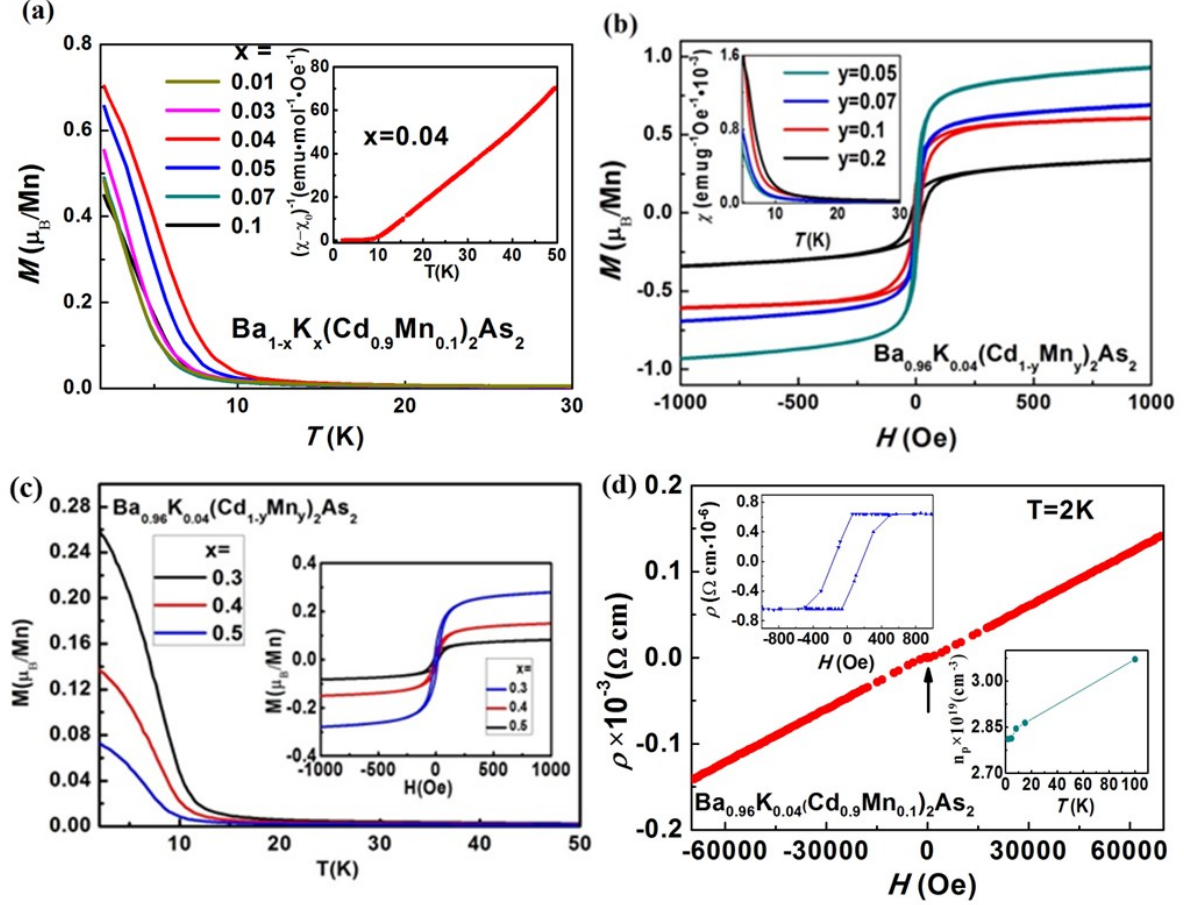 (a)
0.8
0.6
0.4
0.2
0.0
M (μB/Mn)
x =
0.01
0.03
0.04
0.05
0.07
0.1
80
70
60
50
40
30
20
10
0
(χ-χ0)-1(emu•mol-1•Oe-1)
x=0.04
0 10 20 30 40 50
T(K)
Ba1-xKx(Cd0.9Mn0.1)2As2
10 20 30
T (K)
(b)
1.0
0.5
0.0
-0.5
-1.0
M (μB/Mn)
1.6
0.8
0.0
χ (emug-1Oe-1•10-3)
y=0.05
y=0.07
y=0.1
y=0.2
10 20 30
T (K)
Ba0.96K0.04(Cd1-yMny)2As2
-1000 -500 0 500 1000
H (Oe)
(c)
0.28
0.24
0.20
0.16
0.12
0.08
0.04
0.00
M(μB/Mn)
Ba0.96K0.04(Cd1-yMny)2As2
x=
0.3
0.4
0.5
0.4
0.2
0.0
-0.2
-0.4
M(μB/Mn)
x=
0.3
0.4
0.5
-1000 -500 0 500 1000
H(Oe)
10 20 30 40 50
T(K)
(d)
0.2
0.1
0.0
-0.1
-0.2
ρ×10-3(Ω cm)
T=2K
0.8
0.4
0.0
-0.4
-0.8
ρ (Ω cm•10-6)
-800 -400 0 400 800
H (Oe)
3.00
2.85
2.70
np×1019(cm-3)
0 20 40 60 80 100
T (K)
Ba0.96K0.04(Cd0.9Mn0.1)2As2
-60000 -30000 0 30000 60000
H (Oe)